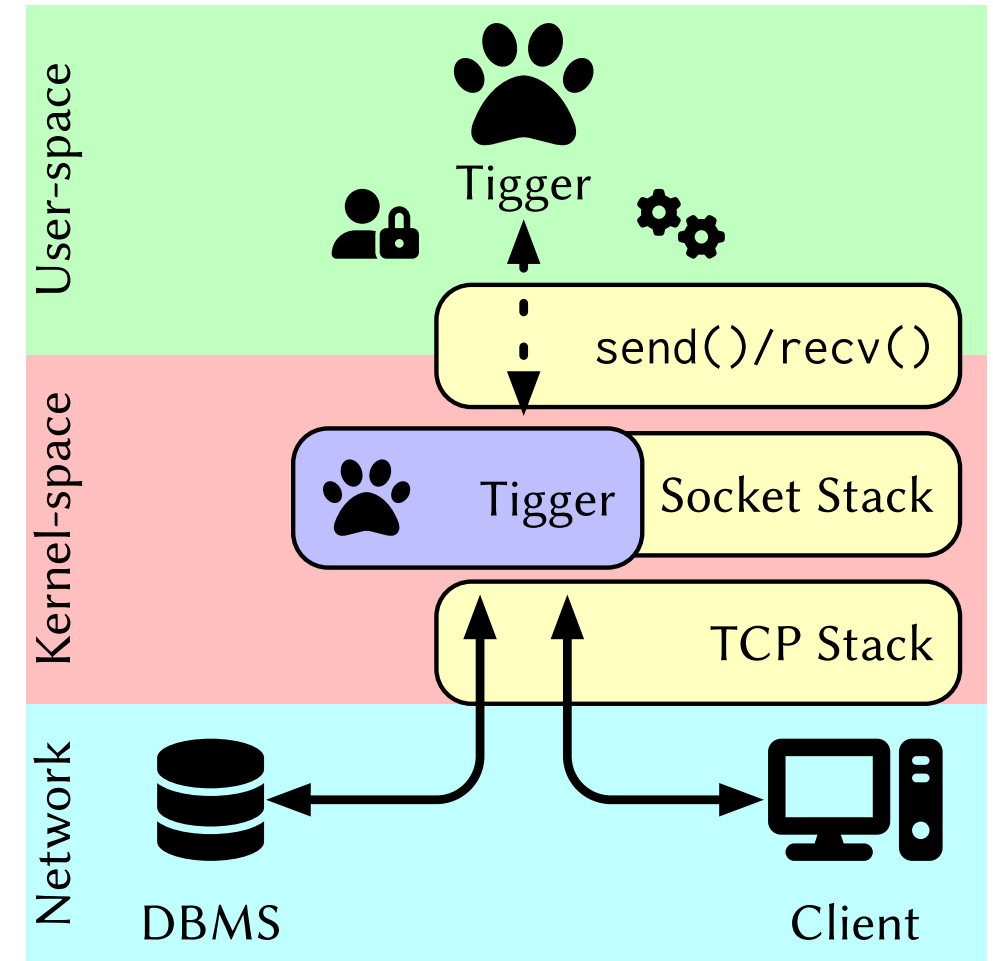 User-space
Tigger
send()/recv()
Kernel-space
Tigger
Socket Stack
TCP Stack
Network
DBMS
Client